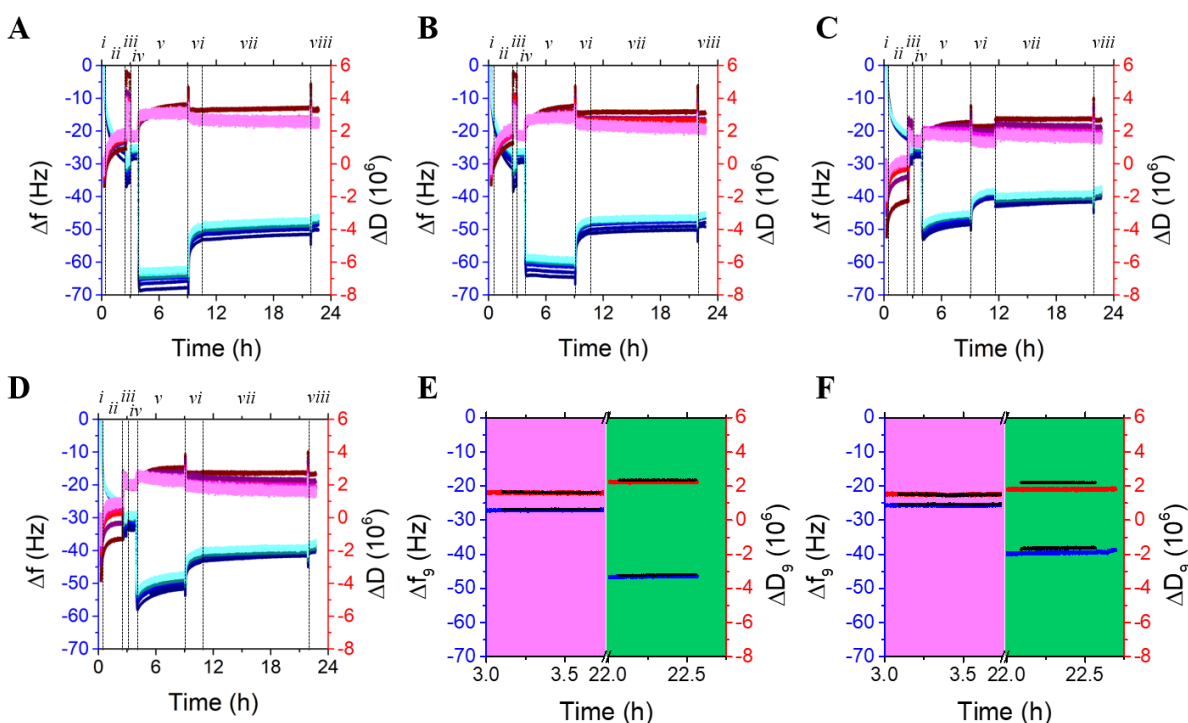 A
i ii iii iv v vi vii viii
0 -10 -20 -30 -40 -50 -60 -70
Δf (Hz)
6 4 2 0 -2 -4 -6 -8
ΔD (10⁶)
0 6 12 18 24
Time (h)
B
i ii iii iv v vi vii viii
0 -10 -20 -30 -40 -50 -60 -70
Δf (Hz)
6 4 2 0 -2 -4 -6 -8
ΔD (10⁶)
0 6 12 18 24
Time (h)
C
i ii iii iv v vi vii viii
0 -10 -20 -30 -40 -50 -60 -70
Δf (Hz)
6 4 2 0 -2 -4 -6 -8
ΔD (10⁶)
0 6 12 18 24
Time (h)
D
i ii iii iv v vi vii viii
0 -10 -20 -30 -40 -50 -60 -70
Δf (Hz)
6 4 2 0 -2 -4 -6 -8
ΔD (10⁶)
0 6 12 18 24
Time (h)
E
0 -10 -20 -30 -40 -50 -60 -70
Δf₉ (Hz)
6 4 2 0 -2 -4 -6 -8
ΔD₉ (10⁶)
3.0 3.5 22.0 22.5
Time (h)
F
0 -10 -20 -30 -40 -50 -60 -70
Δf₉ (Hz)
6 4 2 0 -2 -4 -6 -8
ΔD₉ (10⁶)
3.0 3.5 22.0 22.5
Time (h)